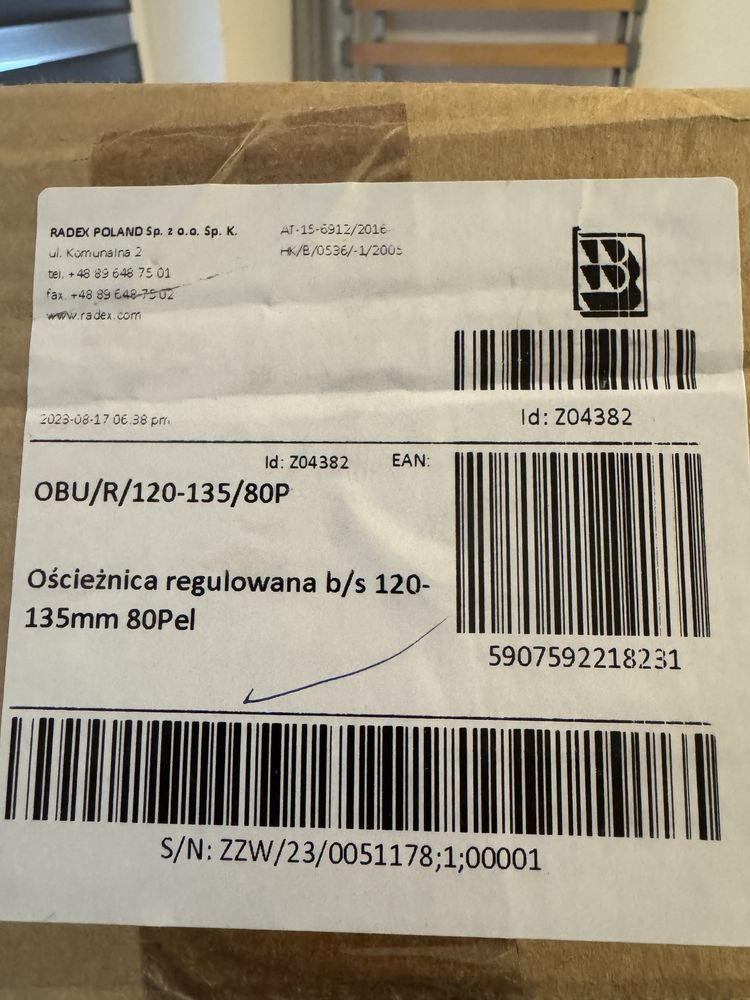 RADEX POLAND Sp. z o.o. Sp. K.
ul. Komunalna 2
tel. +48 89 648 75 01
fax. +48 89 648 75 02
www.radex.com
AT-15-6912/2016
HK/B/0536/-1/2005
2023-08-17 06:38 pm
Id: Z04382
Id: Z04382
EAN:
OBU/R/120-135/80P
Ościeżnica regulowana b/s 120-
135mm 80Pel
5907592218231
S/N: ZZW/23/0051178;1;00001